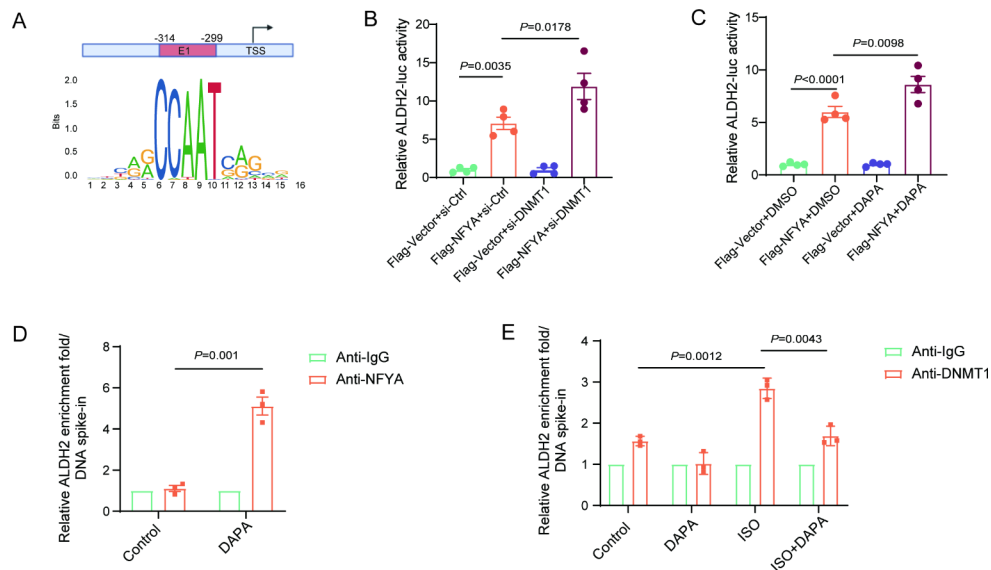 A
-314
-299
E1
TSS
Bits
2.0
1.5
1.0
0.5
0.0
CCAAT
1 2 3 4 5 6 7 8 9 10 11 12 13 14 15 16
B
Relative ALDH2-luc activity
20
15
10
5
0
P=0.0178
P=0.0035
Flag-Vector+si-Ctrl
Flag-NFYA+si-Ctrl
Flag-Vector+si-DNMT1
Flag-NFYA+si-DNMT1
C
Relative ALDH2-luc activity
15
10
5
0
P=0.0098
P<0.0001
Flag-Vector+DMSO
Flag-NFYA+DMSO
Flag-Vector+DAPA
Flag-NFYA+DAPA
D
Relative ALDH2 enrichment fold/
DNA spike-in
8
6
4
2
0
P=0.001
Anti-IgG
Anti-NFYA
Control
DAPA
E
Relative ALDH2 enrichment fold/
DNA spike-in
4
3
2
1
0
P=0.0012
P=0.0043
Anti-IgG
Anti-DNMT1
Control
DAPA
ISO
ISO+DAPA